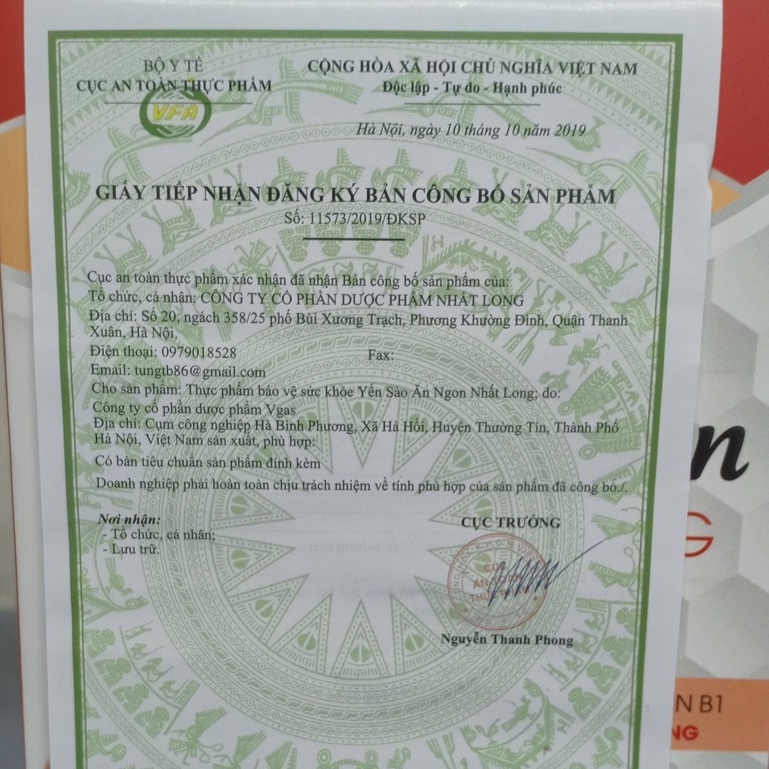 BỘ Y TẾ
CỤC AN TOÀN THỰC PHẨM
VFA
CỘNG HÒA XÃ HỘI CHỦ NGHĨA VIỆT NAM
Độc lập - Tự do - Hạnh phúc
Hà Nội, ngày 10 tháng 10 năm 2019
GIẤY TIẾP NHẬN ĐĂNG KÝ BẢN CÔNG BỐ SẢN PHẨM
Số: 11573/2019/ĐKSP
Cục an toàn thực phẩm xác nhận đã nhận Bản công bố sản phẩm của:
Tổ chức, cá nhân: CÔNG TY CỔ PHẦN DƯỢC PHẨM NHẤT LONG
Địa chỉ: Số 20, ngách 358/25 phố Bùi Xương Trạch, Phương Khường Đình, Quận Thanh
Xuân, Hà Nội.
Điện thoại: 0979018528 Fax:
Email: tungtb86@gmail.com
Cho sản phẩm: Thực phẩm bảo vệ sức khỏe Yến Sào Ăn Ngon Nhất Long; do:
Công ty cổ phần dược phẩm Vgas
Địa chỉ: Cụm công nghiệp Hà Bình Phương, Xã Hà Hồi, Huyện Thường Tín, Thành Phố
Hà Nội, Việt Nam sản xuất, phù hợp:
Có bản tiêu chuẩn sản phẩm đính kèm
Doanh nghiệp phải hoàn toàn chịu trách nhiệm về tính phù hợp của sản phẩm đã công bố./.
Nơi nhận:
- Tổ chức, cá nhân;
- Lưu trữ.
CỤC TRƯỞNG
CỤC
AN TOÀN
Nguyễn Thanh Phong
n
G
N B1
NG